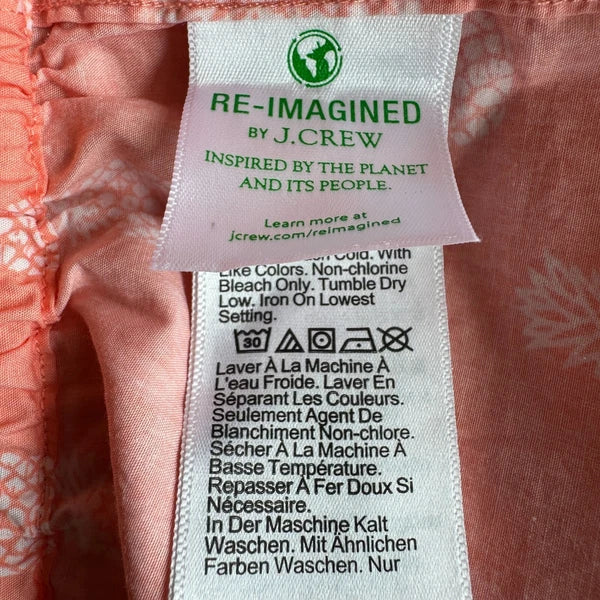 RE-IMAGINED
BY J.CREW
INSPIRED BY THE PLANET
AND ITS PEOPLE.
Learn more at
jcrew.com/reimagined
Cold. With
Like Colors. Non-chlorine
Bleach Only. Tumble Dry
Low. Iron On Lowest
Setting.
30
Laver À La Machine À
L'eau Froide. Laver En
Séparant Les Couleurs.
Seulement Agent De
Blanchiment Non-chlore.
Sécher À La Machine À
Basse Température.
Repasser À Fer Doux Si
Nécessaire.
In Der Maschine Kalt
Waschen. Mit Ähnlichen
Farben Waschen. Nur